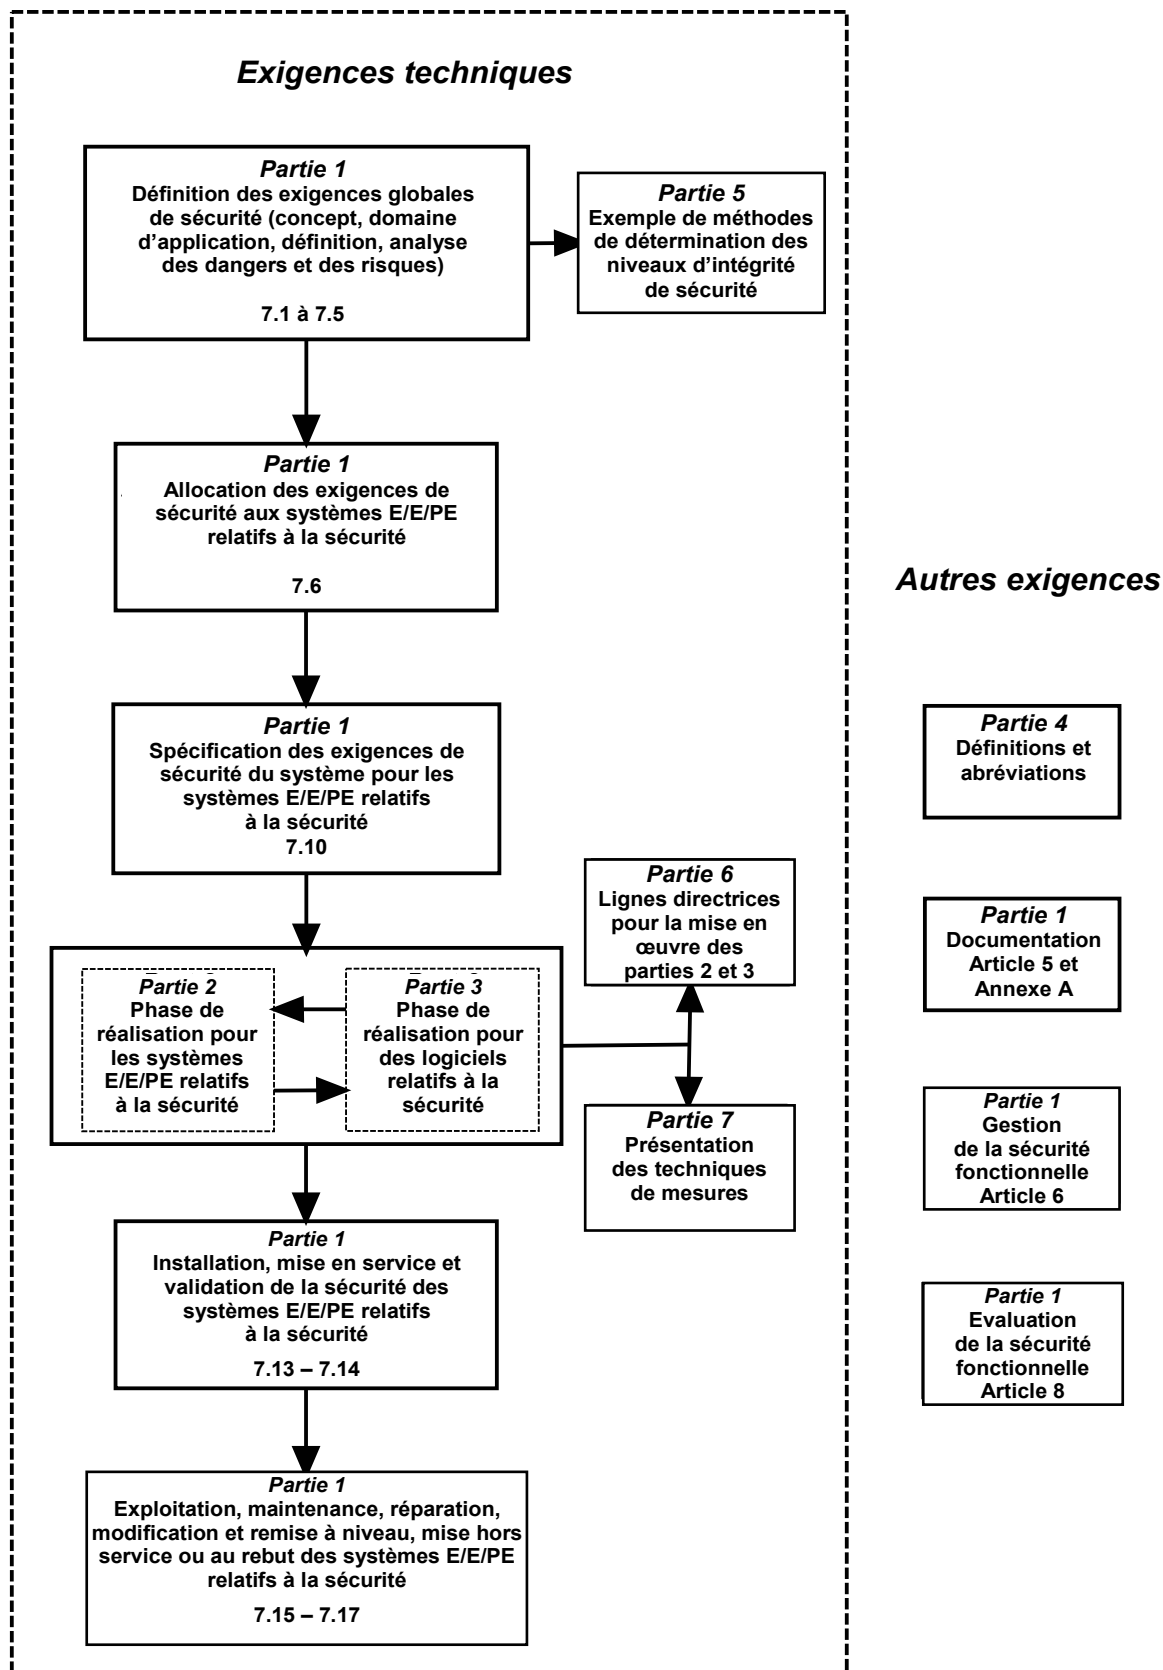 Exigences techniques
Partie 1
Définition des exigences globales
de sécurité (concept, domaine
d’application, définition, analyse
des dangers et des risques)
7.1 à 7.5
Partie 5
Exemple de méthodes
de détermination des
niveaux d’intégrité
de sécurité
Partie 1
Allocation des exigences de
sécurité aux systèmes E/E/PE
relatifs à la sécurité
7.6
Partie 1
Spécification des exigences de
sécurité du système pour les
systèmes E/E/PE relatifs
à la sécurité
7.10
Partie 2
Phase de
réalisation pour
les systèmes
E/E/PE relatifs
à la sécurité
Partie 3
Phase de
réalisation pour
des logiciels
relatifs à la
sécurité
Partie 6
Lignes directrices
pour la mise en
œuvre des
parties 2 et 3
Partie 7
Présentation
des techniques
de mesures
Partie 1
Installation, mise en service et
validation de la sécurité des
systèmes E/E/PE relatifs
à la sécurité
7.13 – 7.14
Partie 1
Exploitation, maintenance, réparation,
modification et remise à niveau, mise hors
service ou au rebut des systèmes E/E/PE
relatifs à la sécurité
7.15 – 7.17
Autres exigences
Partie 4
Définitions et
abréviations
Partie 1
Documentation
Article 5 et
Annexe A
Partie 1
Gestion
de la sécurité
fonctionnelle
Article 6
Partie 1
Evaluation
de la sécurité
fonctionnelle
Article 8